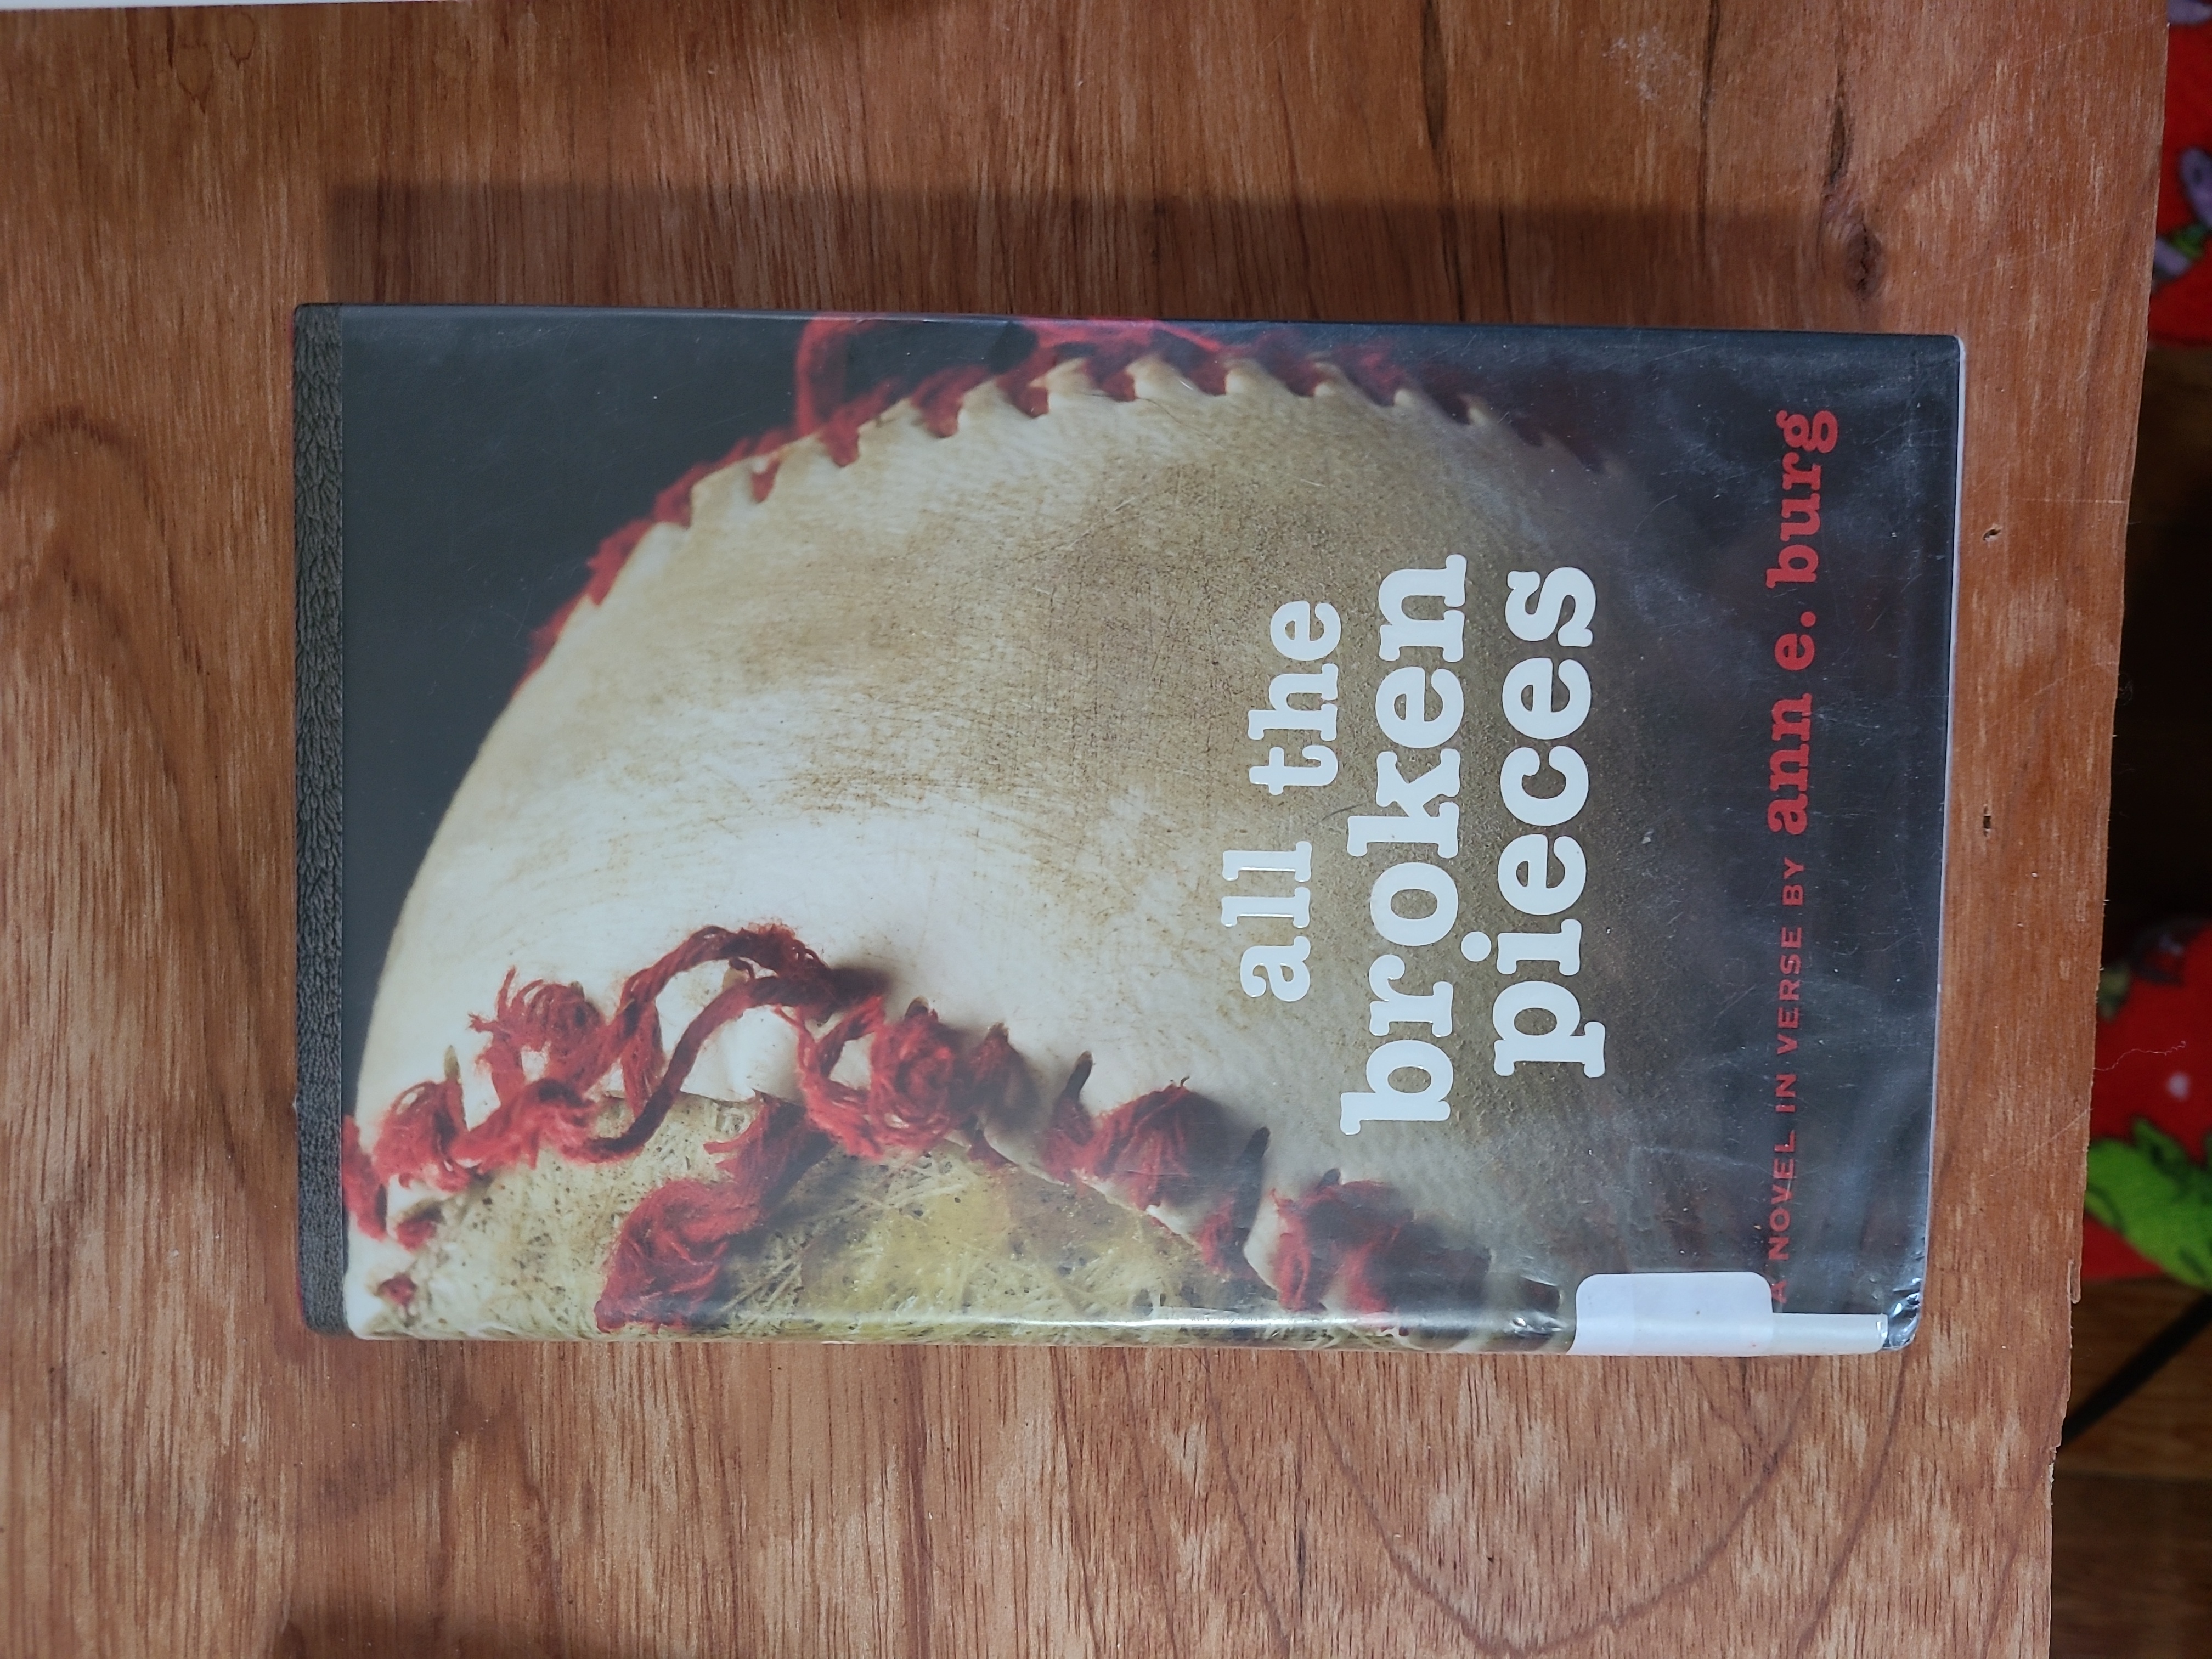 all the
broken
pieces
A NOVEL IN VERSE BY ann e. burg